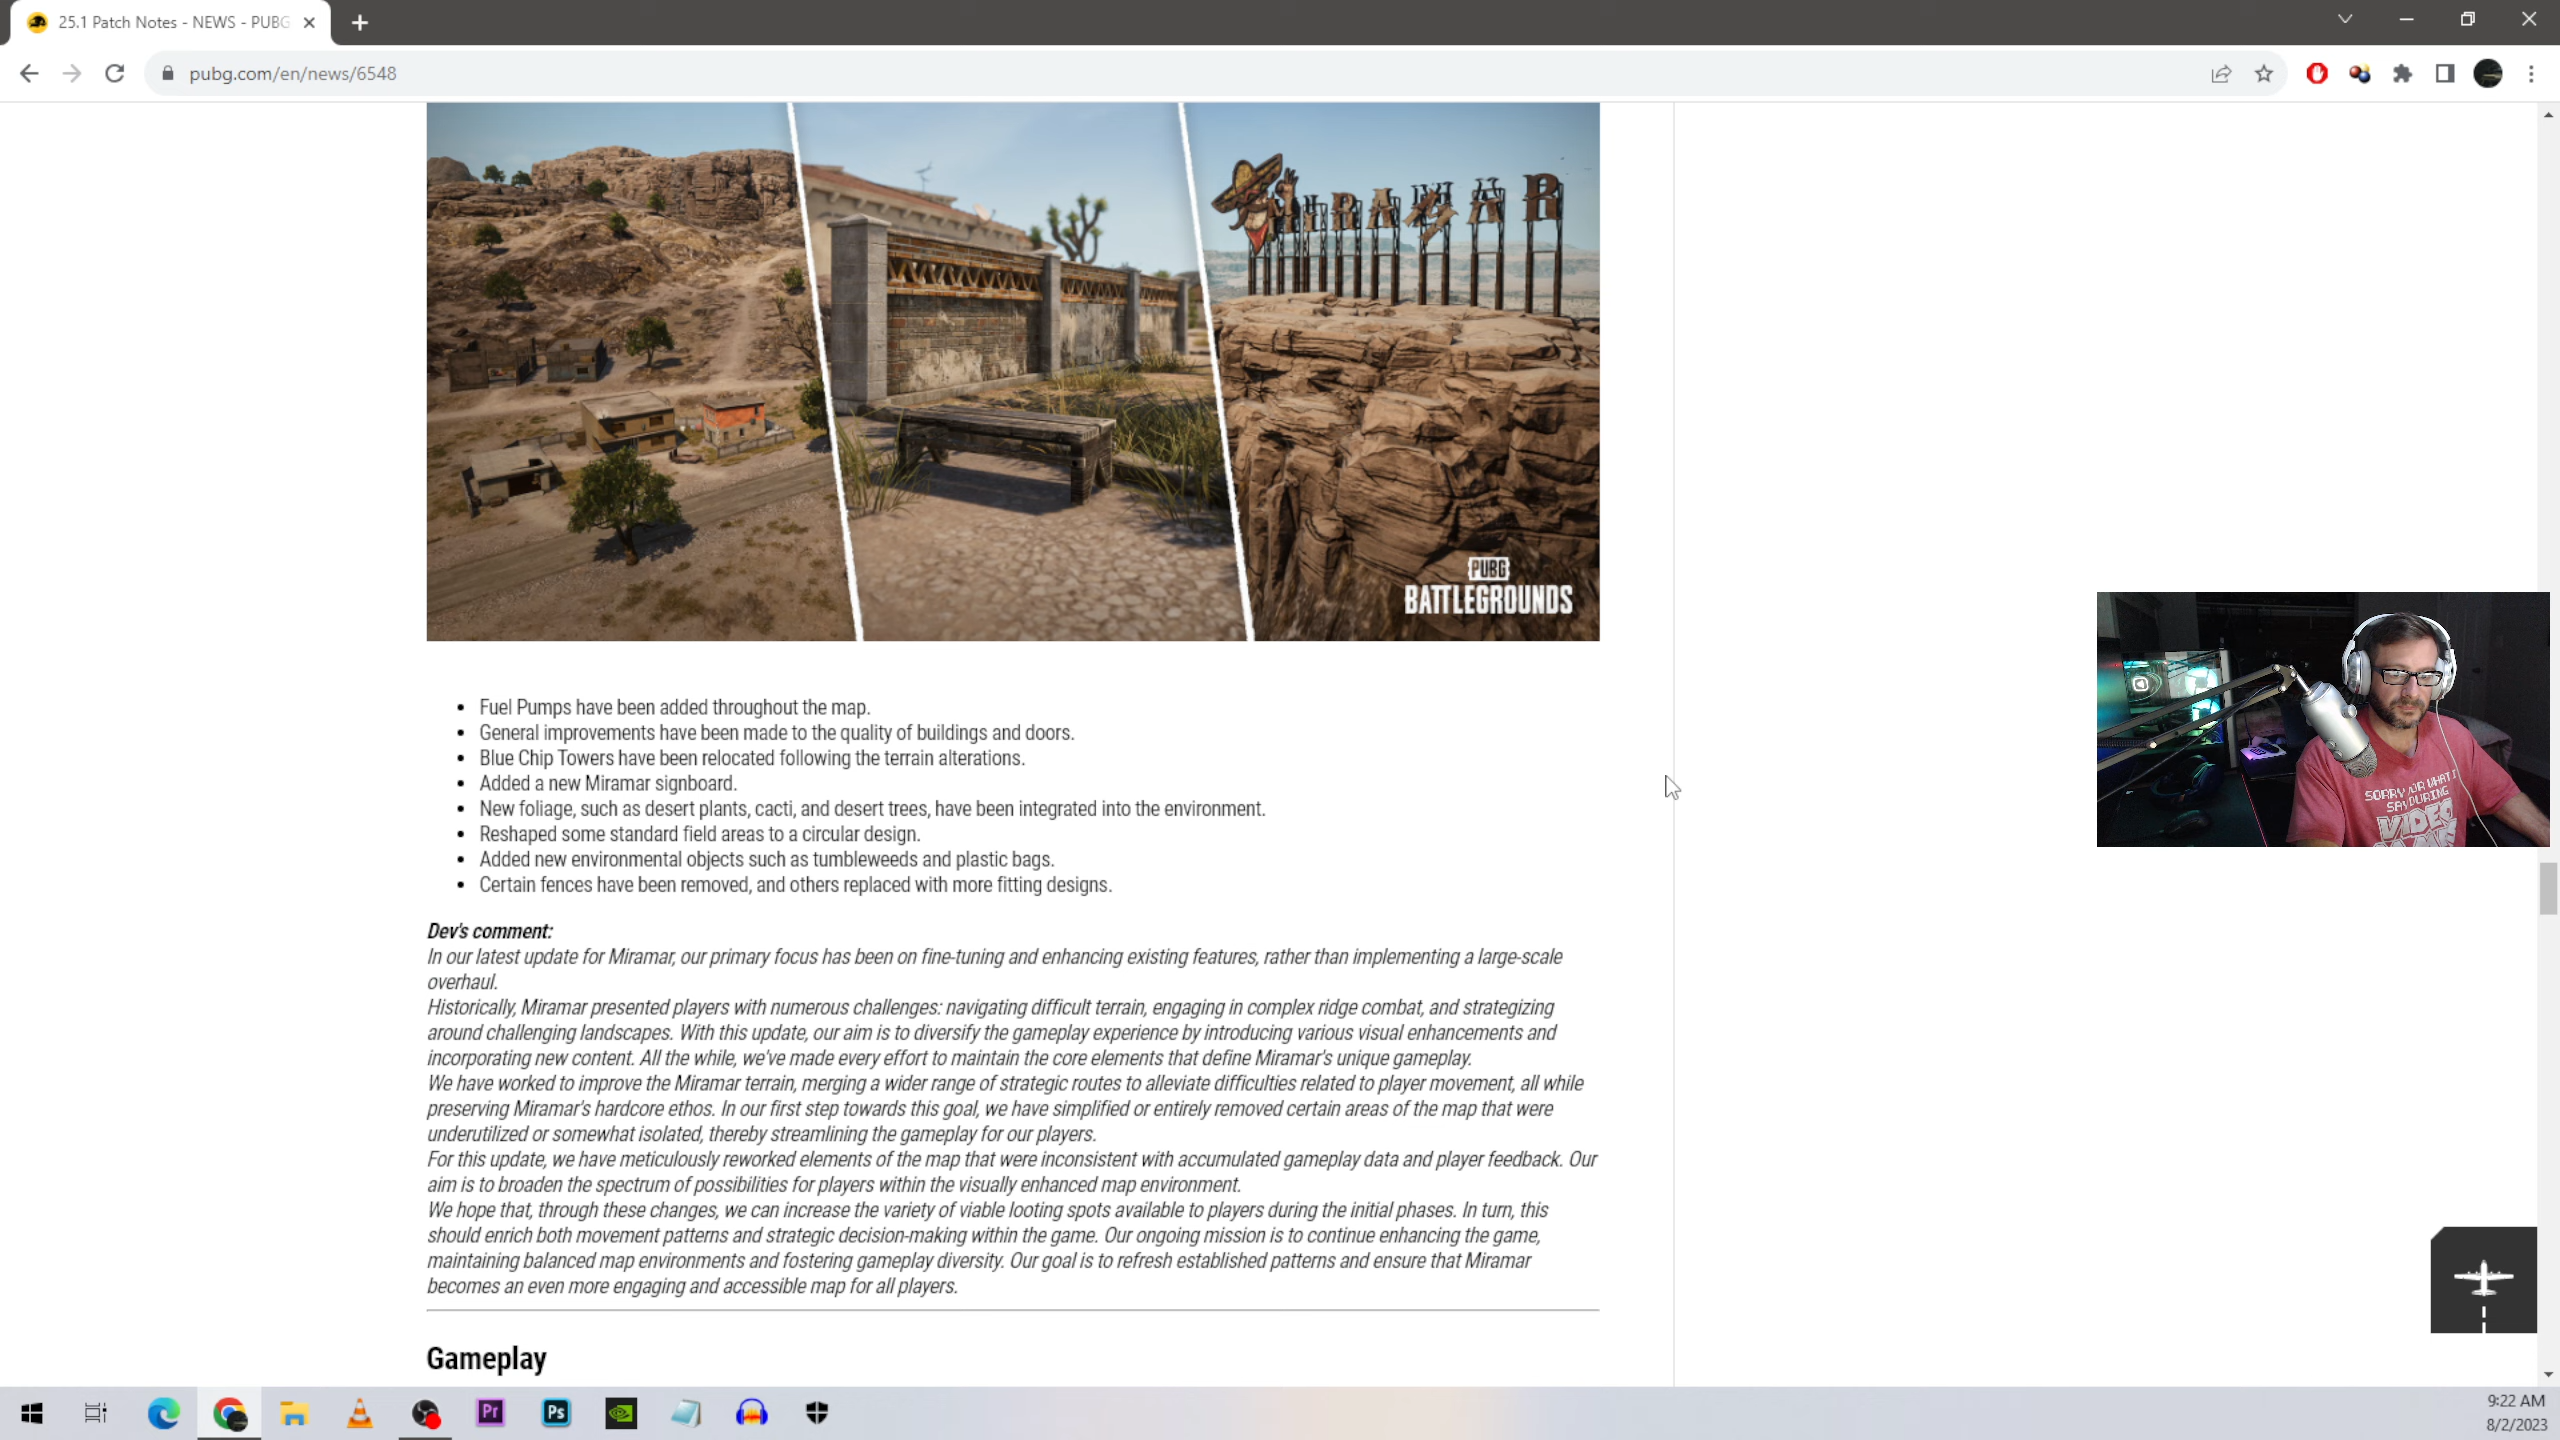 25.1 Patch Notes - NEWS - PUBG
pubg.com/en/news/6548
MIRAMAR
PUBG
BATTLEGROUNDS
• Fuel Pumps have been added throughout the map.
• General improvements have been made to the quality of buildings and doors.
• Blue Chip Towers have been relocated following the terrain alterations.
• Added a new Miramar signboard.
• New foliage, such as desert plants, cacti, and desert trees, have been integrated into the environment.
• Reshaped some standard field areas to a circular design.
• Added new environmental objects such as tumbleweeds and plastic bags.
• Certain fences have been removed, and others replaced with more fitting designs.
SORRY
WHAT I
SAY DURING
VIDEO
Dev's comment:
In our latest update for Miramar, our primary focus has been on fine-tuning and enhancing existing features, rather than implementing a large-scale
overhaul.
Historically, Miramar presented players with numerous challenges: navigating difficult terrain, engaging in complex ridge combat, and strategizing
around challenging landscapes. With this update, our aim is to diversify the gameplay experience by introducing various visual enhancements and
incorporating new content. All the while, we've made every effort to maintain the core elements that define Miramar's unique gameplay.
We have worked to improve the Miramar terrain, merging a wider range of strategic routes to alleviate difficulties related to player movement, all while
preserving Miramar's hardcore ethos. In our first step towards this goal, we have simplified or entirely removed certain areas of the map that were
underutilized or somewhat isolated, thereby streamlining the gameplay for our players.
For this update, we have meticulously reworked elements of the map that were inconsistent with accumulated gameplay data and player feedback. Our
aim is to broaden the spectrum of possibilities for players within the visually enhanced map environment.
We hope that, through these changes, we can increase the variety of viable looting spots available to players during the initial phases. In turn, this
should enrich both movement patterns and strategic decision-making within the game. Our ongoing mission is to continue enhancing the game,
maintaining balanced map environments and fostering gameplay diversity. Our goal is to refresh established patterns and ensure that Miramar
becomes an even more engaging and accessible map for all players.
Gameplay
Pr
Ps
9:22 AM
8/2/2023